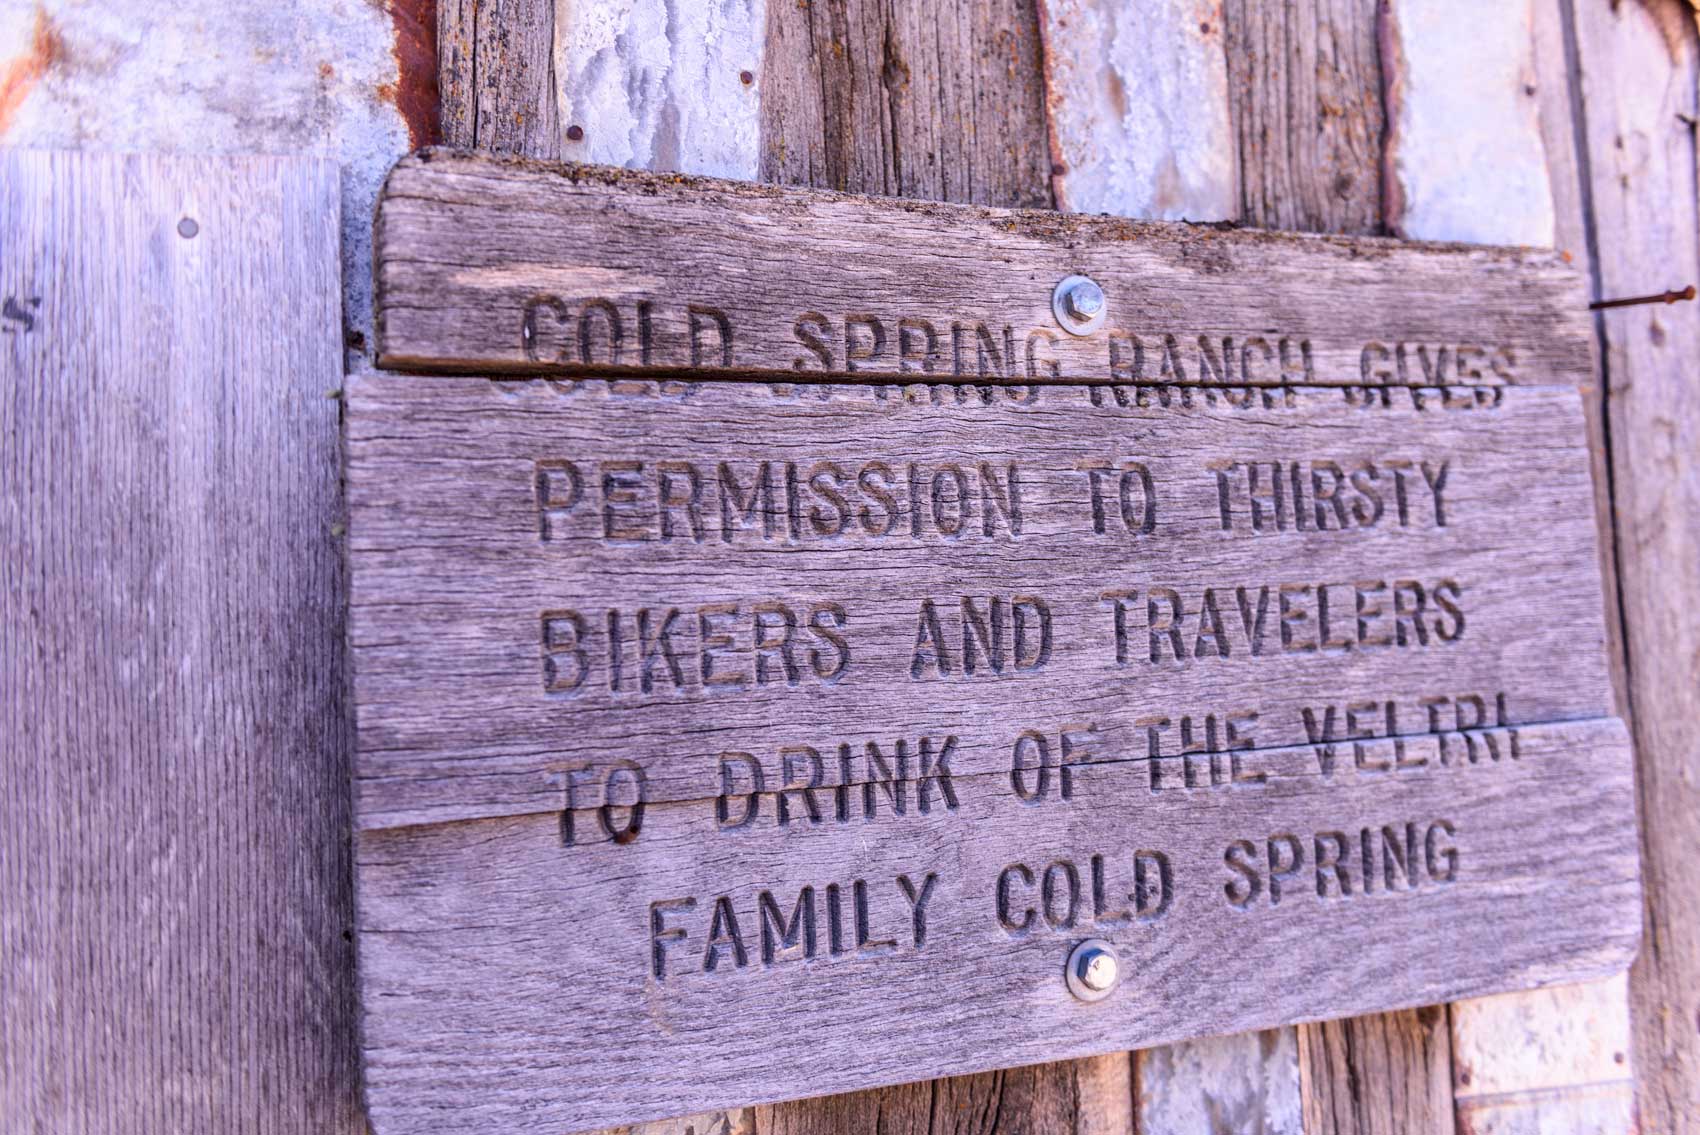 COLD SPRING RANCH GIVES
PERMISSION TO THIRSTY
BIKERS AND TRAVELERS
TO DRINK OF THE VELTRI
FAMILY COLD SPRING